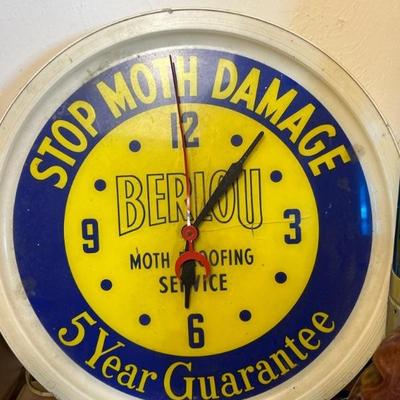 STOP MOTH DAMAGE
12
BERLOU
9
3
MOTH PROOFING
SERVICE
6
5 Year Guarantee